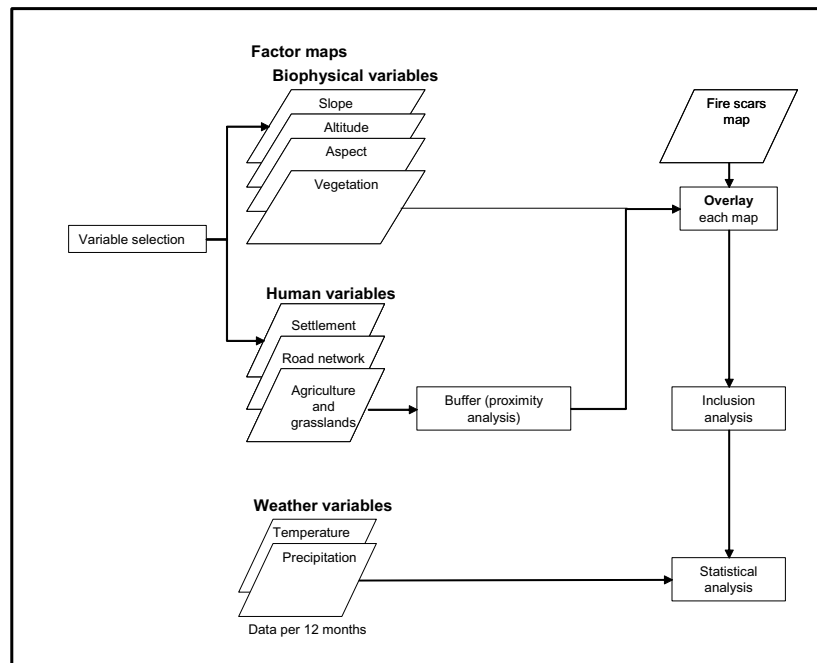 Factor maps
Biophysical variables
Slope
Altitude
Aspect
Vegetation
Fire scars
map
Overlay
each map
Variable selection
Human variables
Settlement
Road network
Agriculture
and
grasslands
Buffer (proximity
analysis)
Inclusion
analysis
Weather variables
Temperature
Precipitation
Statistical
analysis
Data per 12 months